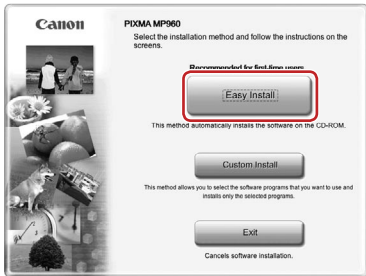 Canon
PIXMA MP960
Select the installation method and follow the instructions on the
screens.
Recommended for first-time users
Easy Install
This method automatically installs the software on the CD-ROM.
Custom Install
This method allows you to select the software programs that you want to use and
installs only the selected programs.
Exit
Cancels software installation.